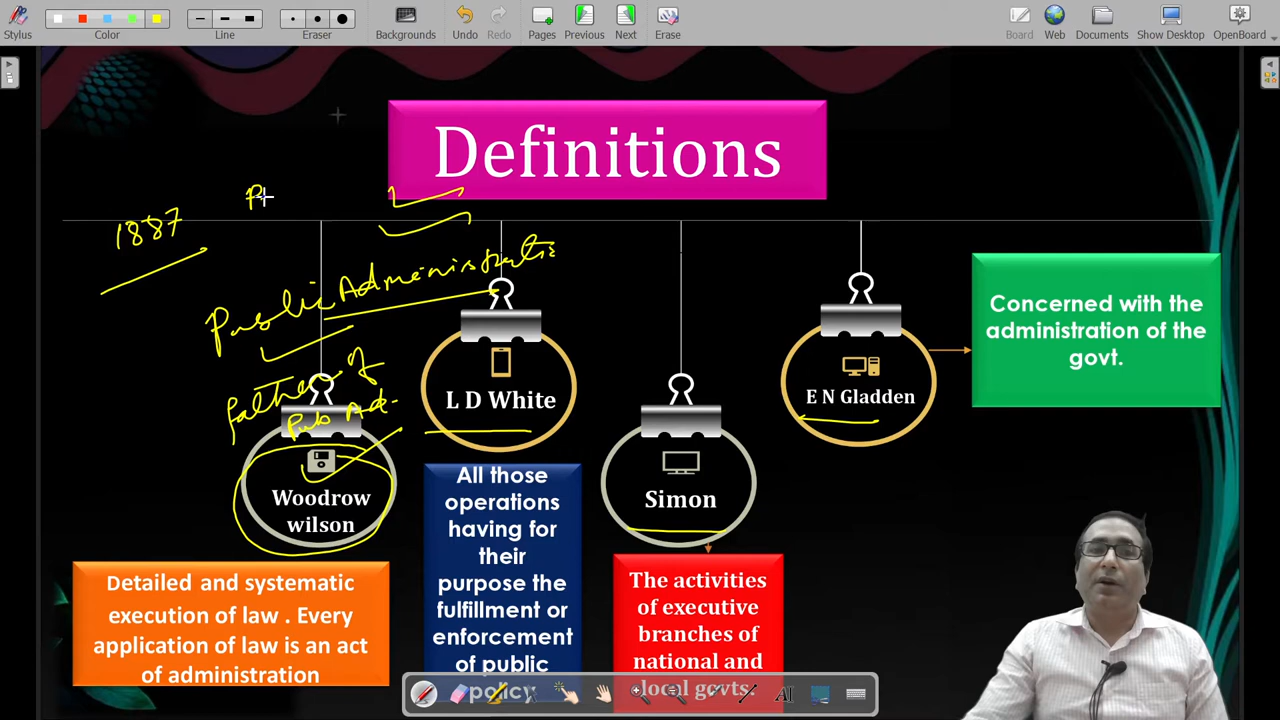 Stylus
Color
Line
Eraser
Backgrounds
Undo
Redo
Pages
Previous
Next
Erase
Board
Web
Documents
Show Desktop
OpenBoard
Definitions
P
1887
Public Administratio
father of
Pub Ad-
Woodrow
wilson
L D White
Simon
E N Gladden
Concerned with the
administration of the
govt.
Detailed and systematic
execution of law . Every
application of law is an act
of administration
All those
operations
having for
their
purpose the
fulfillment or
enforcement
of public
policy
The activities
of executive
branches of
national and
local govts.
AI